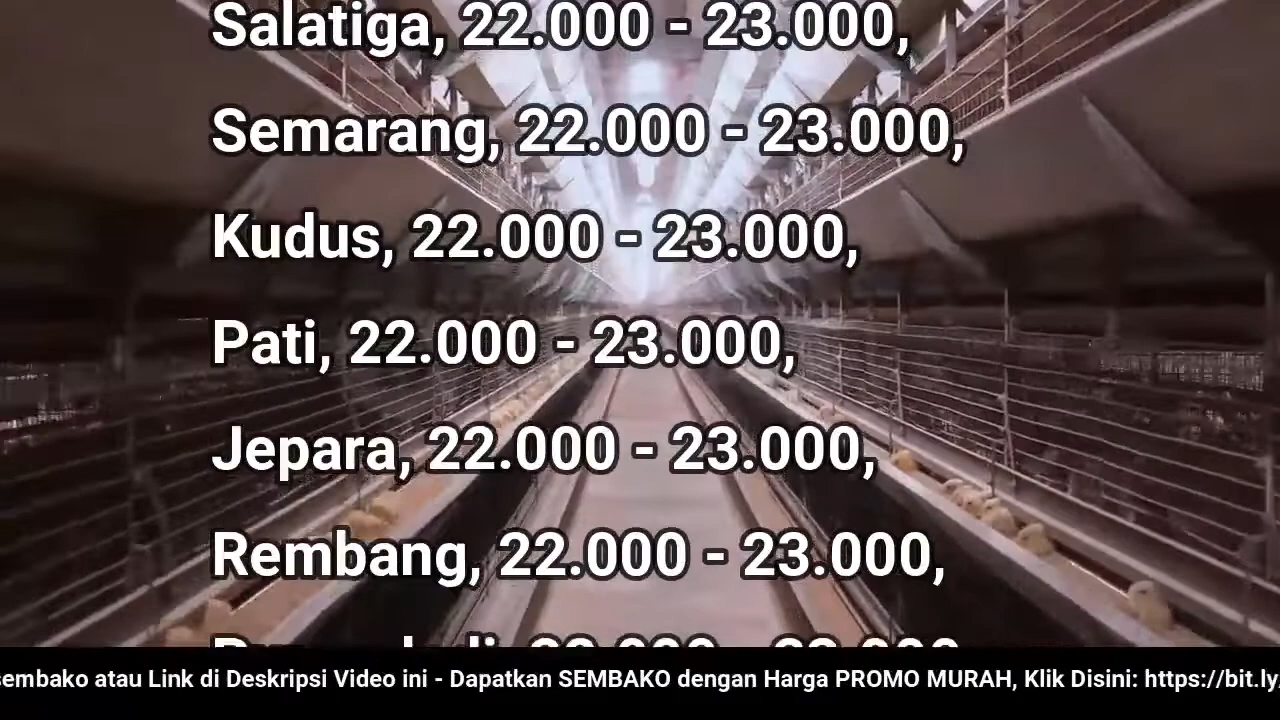 Salatiga, 22.000 - 23.000,
Semarang, 22.000 - 23.000,
Kudus, 22.000 - 23.000,
Pati, 22.000 - 23.000,
Jepara, 22.000 - 23.000,
Rembang, 22.000 - 23.000,
sembako atau Link di Deskripsi Video ini - Dapatkan SEMBAKO dengan Harga PROMO MURAH, Klik Disini: https://bit.ly